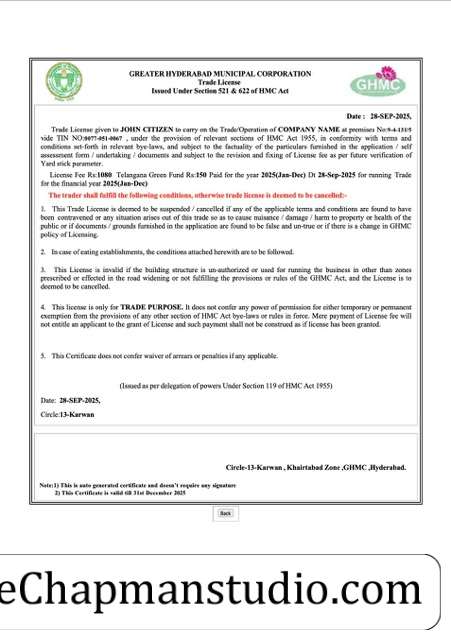 GREATER HYDERABAD MUNICIPAL CORPORATION
Trade License
Issued Under Section 521 & 622 of HMC Act
GHMC
Date : 28-SEP-2025,
Trade License given to JOHN CITIZEN to carry on the Trade/Operation of COMPANY NAME at premises No:9-4-131/5
vide TIN NO:0077-051-0067 , under the provision of relevant sections of HMC Act 1955, in conformity with terms and
conditions set-forth in relevant bye-laws, and subject to the factuality of the particulars furnished in the application / self
assessment form / undertaking / documents and subject to the revision and fixing of License fee as per future verification of
Yard stick parameter.
License Fee Rs:1080 Telangana Green Fund Rs:150 Paid for the year 2025(Jan-Dec) Dt 28-Sep-2025 for running Trade
for the financial year 2025(Jan-Dec)
The trader shall fulfill the following conditions, otherwise trade license is deemed to be cancelled:-
1. This Trade License is deemed to be suspended / cancelled if any of the applicable terms and conditions are found to have
been contravented or any situation arises out of this trade so as to cause nuisance / damage / harm to property or health of the
public or if documents / grounds furnished in the application are found to be false and un-true or if there is a change in GHMC
policy of Licensing.
2. In case of eating establishments, the conditions attached herewith are to be followed.
3. This License is invalid if the building structure is un-authorized or used for running the business in other than zones
prescribed or effected in the road widening or not fulfilling the provisions or rules of the GHMC Act, and the License is to
deemed to be cancelled.
4. This license is only for TRADE PURPOSE. It does not confer any power of permission for either temporary or permanent
exemption from the provisions of any other section of HMC Act bye-laws or rules in force. Mere payment of License fee will
not entitle an applicant to the grant of License and such payment shall not be construed as if license has been granted.
5. This Certificate does not confer waiver of arrears or penalties if any applicable.
(Issued as per delegation of powers Under Section 119 of HMC Act 1955)
Date: 28-SEP-2025,
Circle:13-Karwan
Circle-13-Karwan , Khairtabad Zone ,GHMC ,Hyderabad.
Note:1) This is auto generated certificate and doesn't require any signature
2) This Certificate is valid till 31st December 2025
Back
eChapmanstudio.com